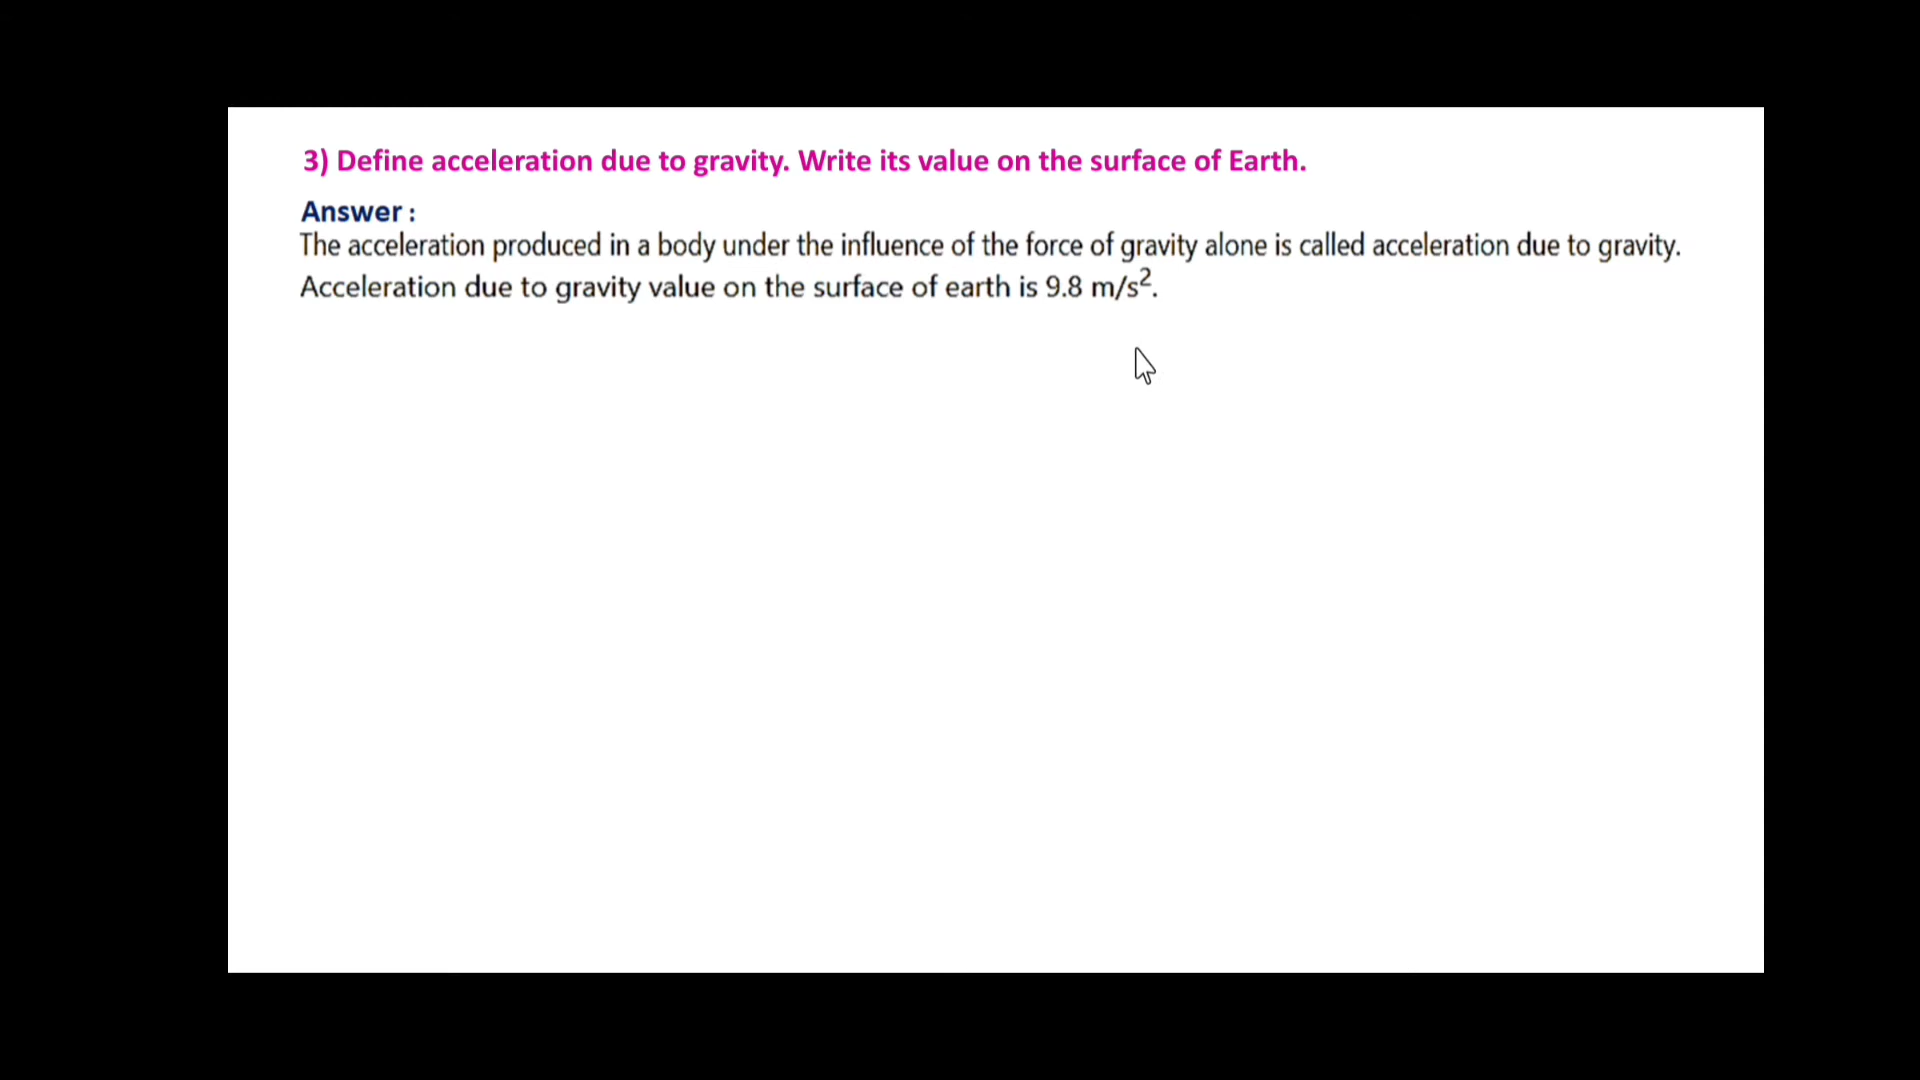 3) Define acceleration due to gravity. Write its value on the surface of Earth.
Answer :
The acceleration produced in a body under the influence of the force of gravity alone is called acceleration due to gravity.
Acceleration due to gravity value on the surface of earth is 9.8 m/s².